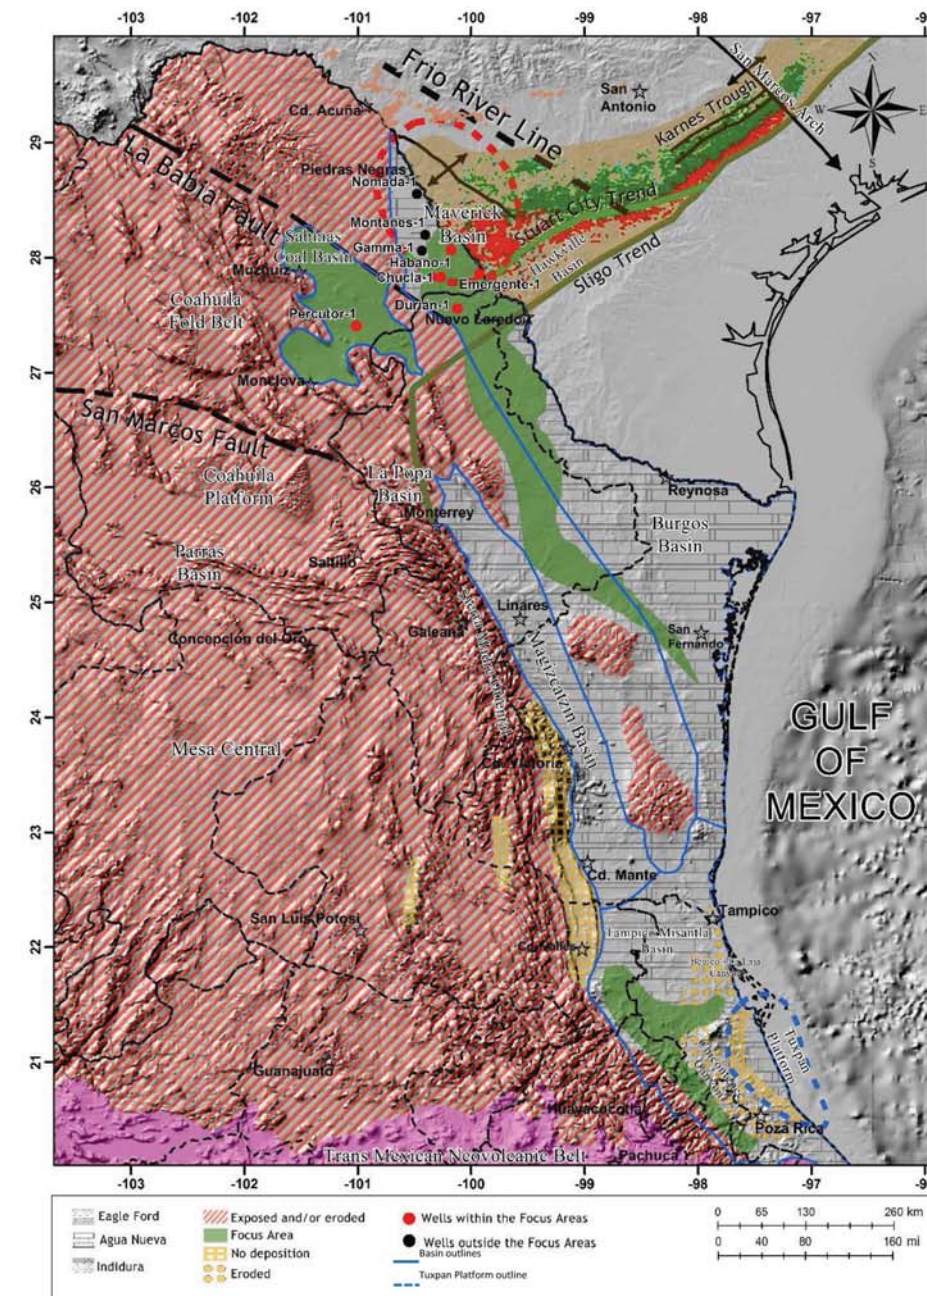 -103 -102 -101 -100 -99 -98 -97
Frio River Line
San Marcos Arch
San
Antonio
Karnes Trough
N
W E
S
Cd. Acuña
29
La Babia Fault
Piedras Negras
Nomada-1
Stuart City Trend
Montanes-1
Maverick
Basin
Sabinas
Coal Basin
Gamma-1
Habano-1
Hawkville
Basin
Sligo Trend
28
Muzquiz
Chucla-1
Emergente-1
Coahuila
Fold Belt
Percutor-1
Durian-1
Nuevo Laredo
27
Monclova
San Marcos Fault
Coahuila
Platform
La Popa
Basin
26
Reynosa
Monterrey
Burgos
Basin
Parras
Basin
Saltillo
25
Linares
Galeana
San
Fernando
Concepción del Oro
Magizcatzin Basin
24
GULF
OF
MEXICO
Mesa Central
Cd. Victoria
23
Cd. Mante
San Luis Potosi
Tampico
22
Tampico Misantla
Basin
Cd. Valles
Tuxpan
Platform
21
Guanajuato
Huayacocotla
Poza Rica
Trans Mexican Neovolcanic Belt
Pachuca
-103 -102 -101 -100 -99 -98 -97
Eagle Ford
Agua Nueva
Indidura
Exposed and/or eroded
Focus Area
No deposition
Eroded
Wells within the Focus Areas
Wells outside the Focus Areas
Basin outlines
Tuxpan Platform outline
0 65 130 260 km
0 40 80 160 mi